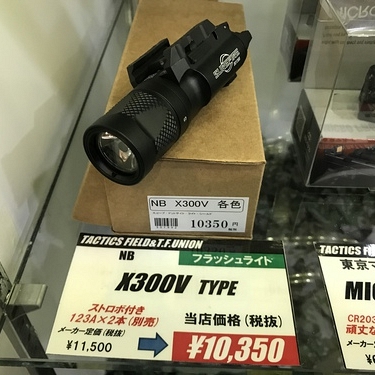 NB X300V 各色
10350 円
TACTICS FIELD & T.F.UNION
NB フラッシュライト
X300V TYPE
ストロボ付き
123A×2本(別売)
メーカー定価(税抜)
¥11,500
当店価格(税抜)
¥10,350
TACTICS FI
東京マ
CR203
頑丈な
メーカー